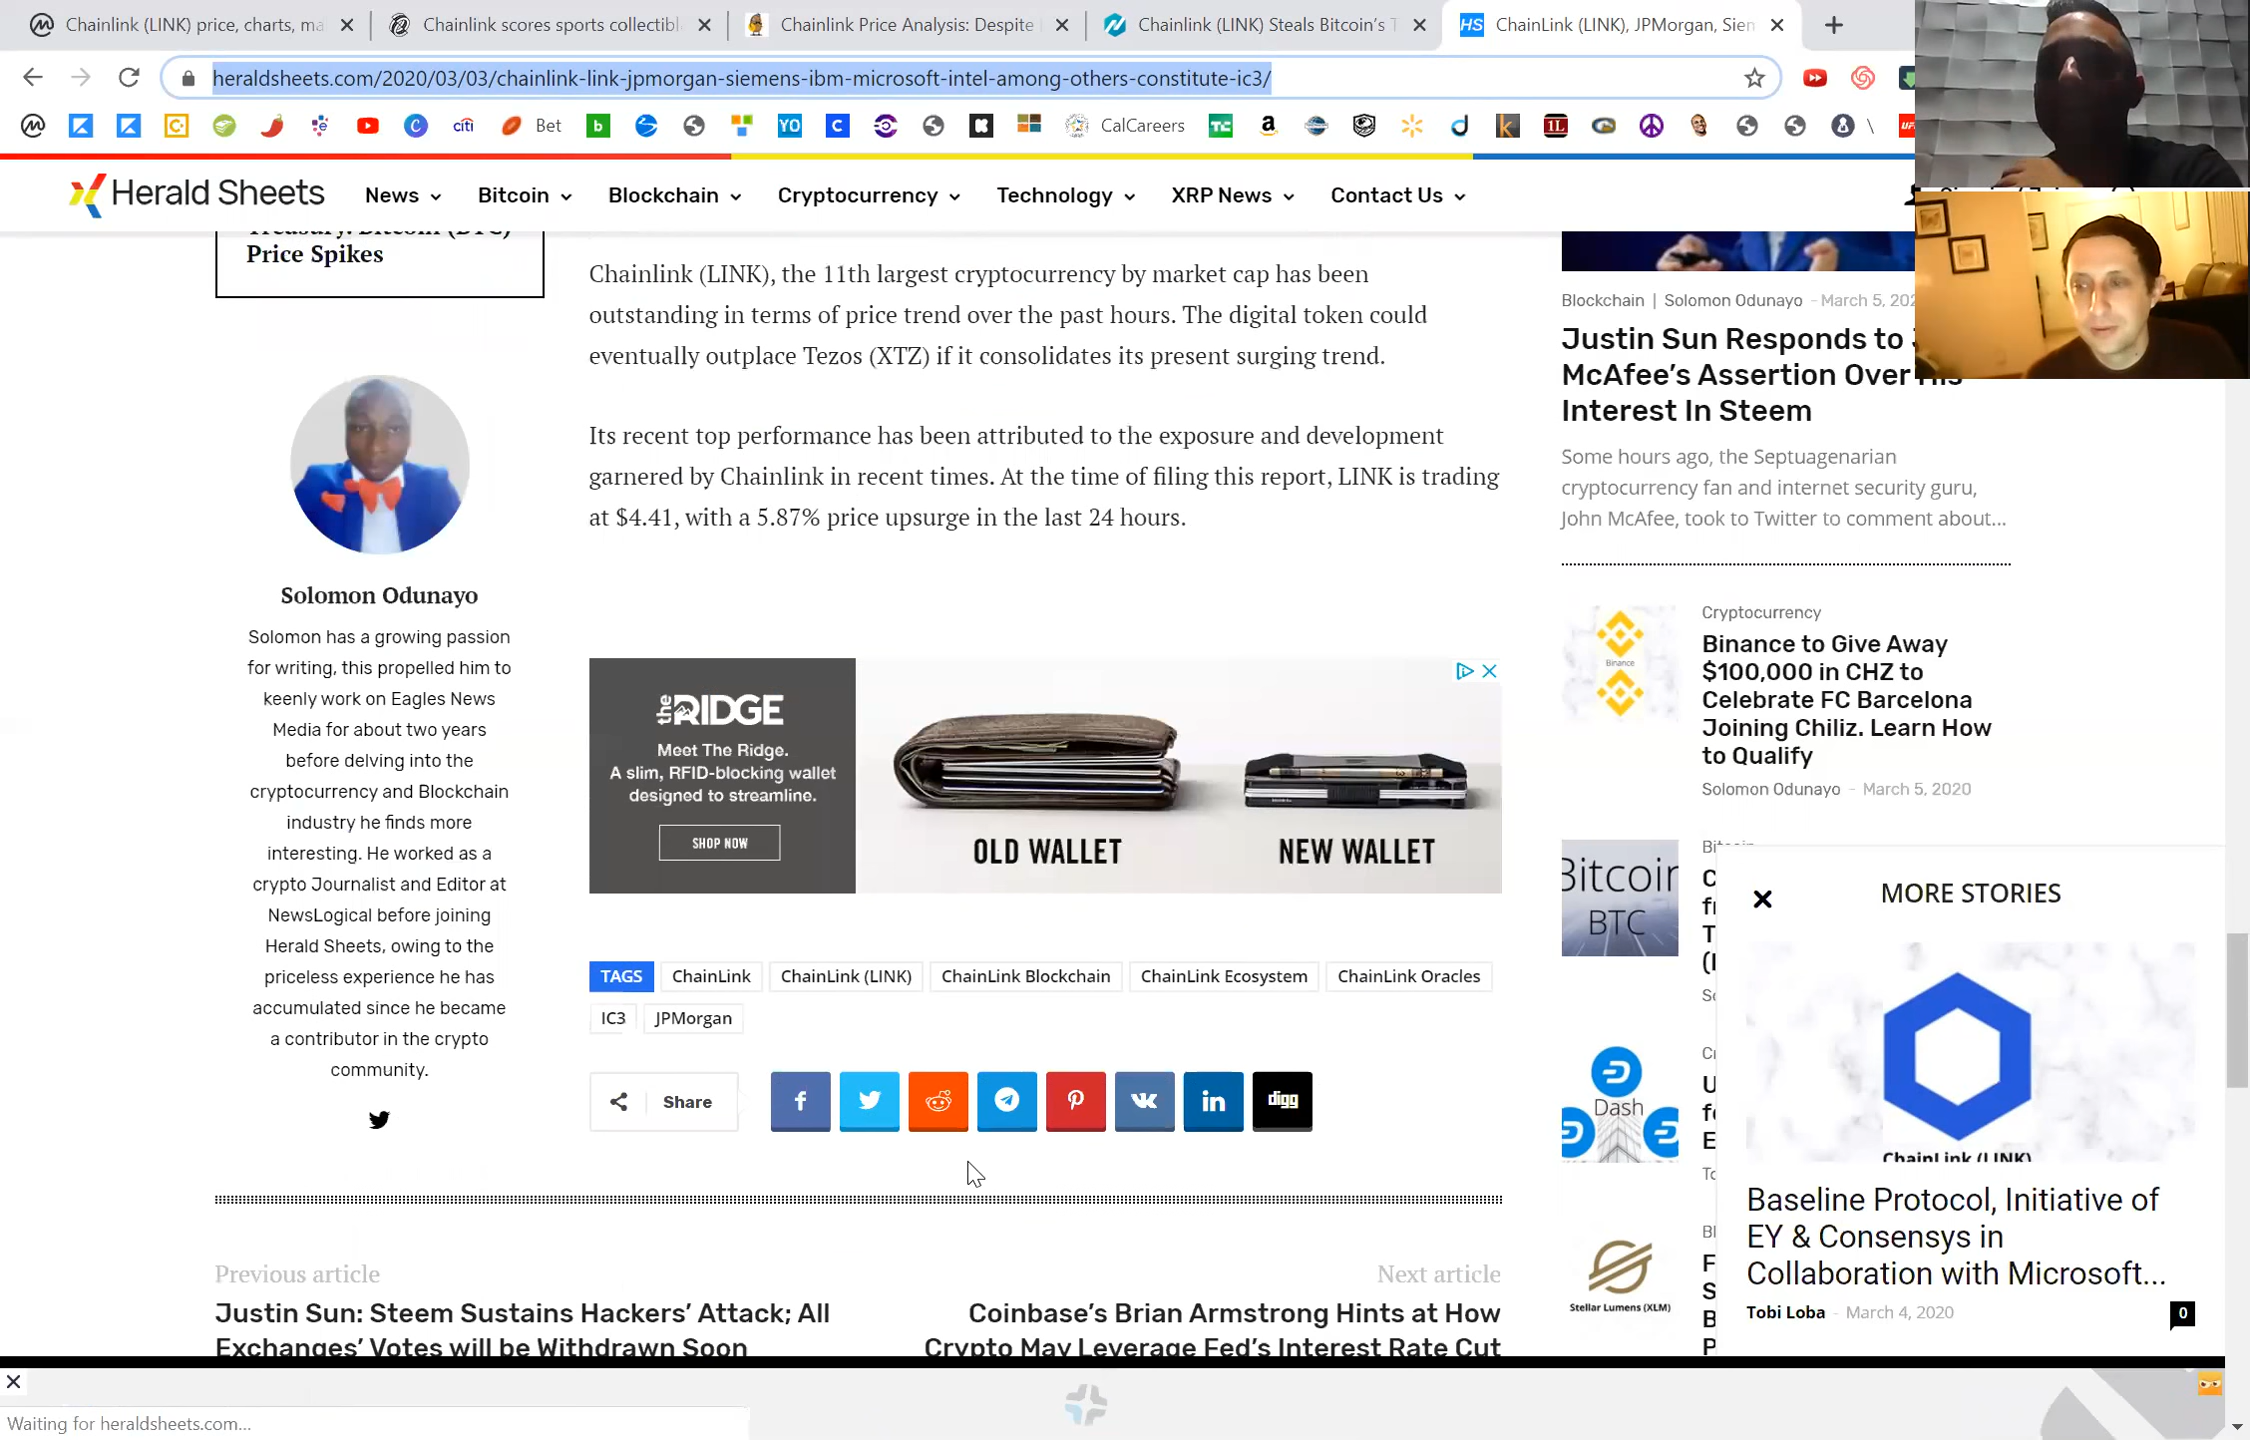 Chainlink (LINK) price, charts, ma
Chainlink scores sports collectibl
Chainlink Price Analysis: Despite
Chainlink (LINK) Steals Bitcoin's T
HS ChainLink (LINK), JPMorgan, Siem
heraldsheets.com/2020/03/03/chainlink-link-jpmorgan-siemens-ibm-microsoft-intel-among-others-constitute-ic3/
citi
Bet
b
YO
C
CalCareers
TC
a
k
1L
Herald Sheets
News
Bitcoin
Blockchain
Cryptocurrency
Technology
XRP News
Contact Us
Treasury: Bitcoin (BTC)
Price Spikes
Solomon Odunayo
Solomon has a growing passion
for writing, this propelled him to
keenly work on Eagles News
Media for about two years
before delving into the
cryptocurrency and Blockchain
industry he finds more
interesting. He worked as a
crypto Journalist and Editor at
NewsLogical before joining
Herald Sheets, owing to the
priceless experience he has
accumulated since he became
a contributor in the crypto
community.
Chainlink (LINK), the 11th largest cryptocurrency by market cap has been
outstanding in terms of price trend over the past hours. The digital token could
eventually outplace Tezos (XTZ) if it consolidates its present surging trend.
Its recent top performance has been attributed to the exposure and development
garnered by Chainlink in recent times. At the time of filing this report, LINK is trading
at $4.41, with a 5.87% price upsurge in the last 24 hours.
the RIDGE
Meet The Ridge.
A slim, RFID-blocking wallet
designed to streamline.
SHOP NOW
OLD WALLET
NEW WALLET
TAGS ChainLink ChainLink (LINK) ChainLink Blockchain ChainLink Ecosystem ChainLink Oracles
IC3 JPMorgan
Share
digg
Previous article
Justin Sun: Steem Sustains Hackers' Attack; All
Exchanges' Votes will be Withdrawn Soon
Next article
Coinbase's Brian Armstrong Hints at How
Crypto May Leverage Fed's Interest Rate Cut
Blockchain | Solomon Odunayo - March 5, 202
Justin Sun Responds to J
McAfee's Assertion Over His
Interest In Steem
Some hours ago, the Septuagenarian
cryptocurrency fan and internet security guru,
John McAfee, took to Twitter to comment about...
Binance
Cryptocurrency
Binance to Give Away
$100,000 in CHZ to
Celebrate FC Barcelona
Joining Chiliz. Learn How
to Qualify
Solomon Odunayo - March 5, 2020
Bitcoin
BTC
Dash
Stellar Lumens (XLM)
MORE STORIES
ChainLink (LINK)
Baseline Protocol, Initiative of
EY & Consensys in
Collaboration with Microsoft...
Tobi Loba - March 4, 2020
0
Waiting for heraldsheets.com...